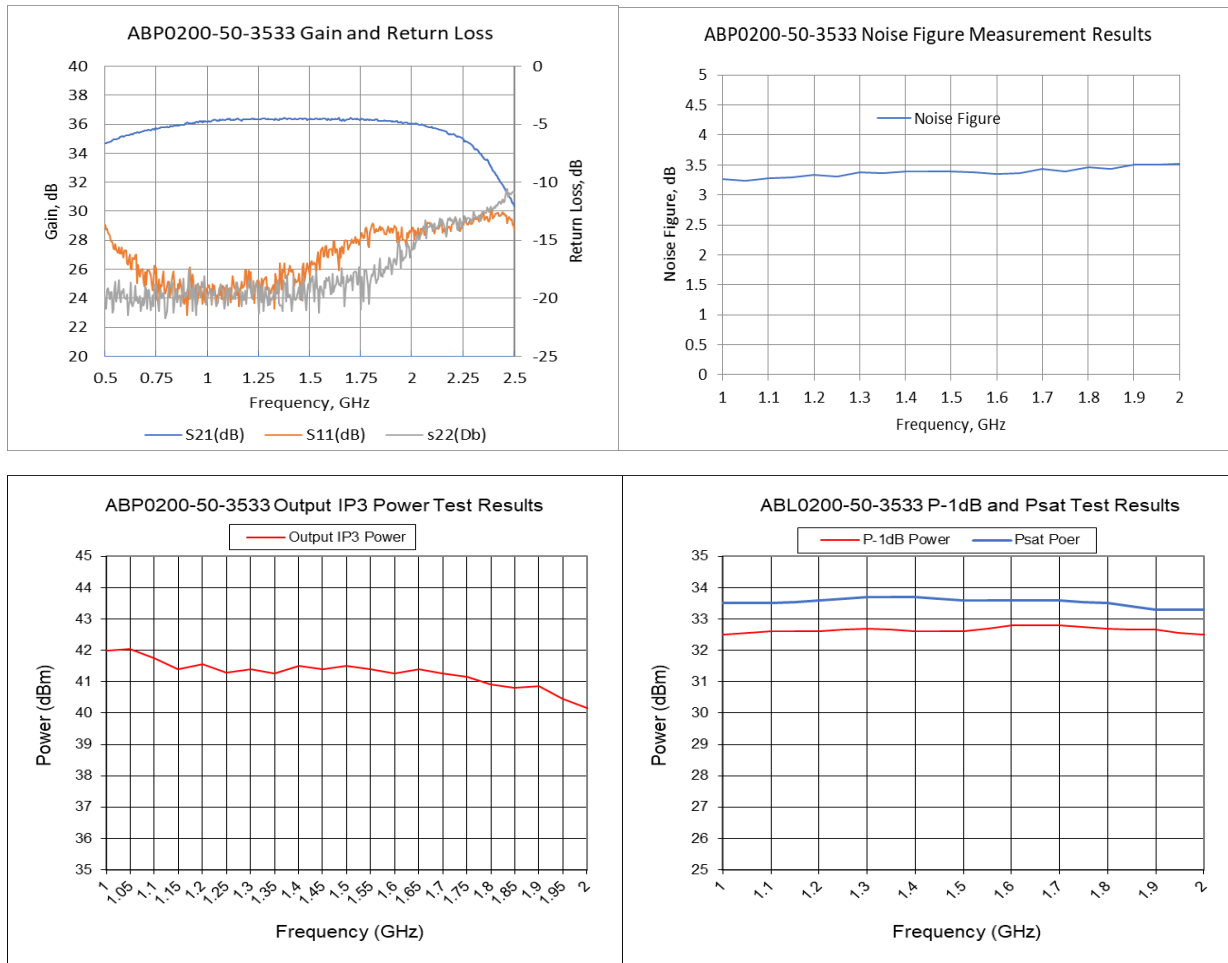 ABP0200-50-3533 Gain and Return Loss
40
38
36
34
32
30
28
26
24
22
20
Gain, dB
0
-5
-10
-15
-20
-25
Return Loss, dB
0.5 0.75 1 1.25 1.5 1.75 2 2.25 2.5
Frequency, GHz
S21(dB) S11(dB) s22(Db)
ABP0200-50-3533 Noise Figure Measurement Results
5
4.5
4
3.5
3
2.5
2
1.5
1
0.5
0
Noise Figure, dB
Noise Figure
1 1.1 1.2 1.3 1.4 1.5 1.6 1.7 1.8 1.9 2
Frequency, GHz
ABP0200-50-3533 Output IP3 Power Test Results
Output IP3 Power
45
44
43
42
41
40
39
38
37
36
35
Power (dBm)
1 1.05 1.1 1.15 1.2 1.25 1.3 1.35 1.4 1.45 1.5 1.55 1.6 1.65 1.7 1.75 1.8 1.85 1.9 1.95 2
Frequency (GHz)
ABL0200-50-3533 P-1dB and Psat Test Results
P-1dB Power Psat Poer
35
34
33
32
31
30
29
28
27
26
25
Power (dBm)
1 1.1 1.2 1.3 1.4 1.5 1.6 1.7 1.8 1.9 2
Frequency (GHz)